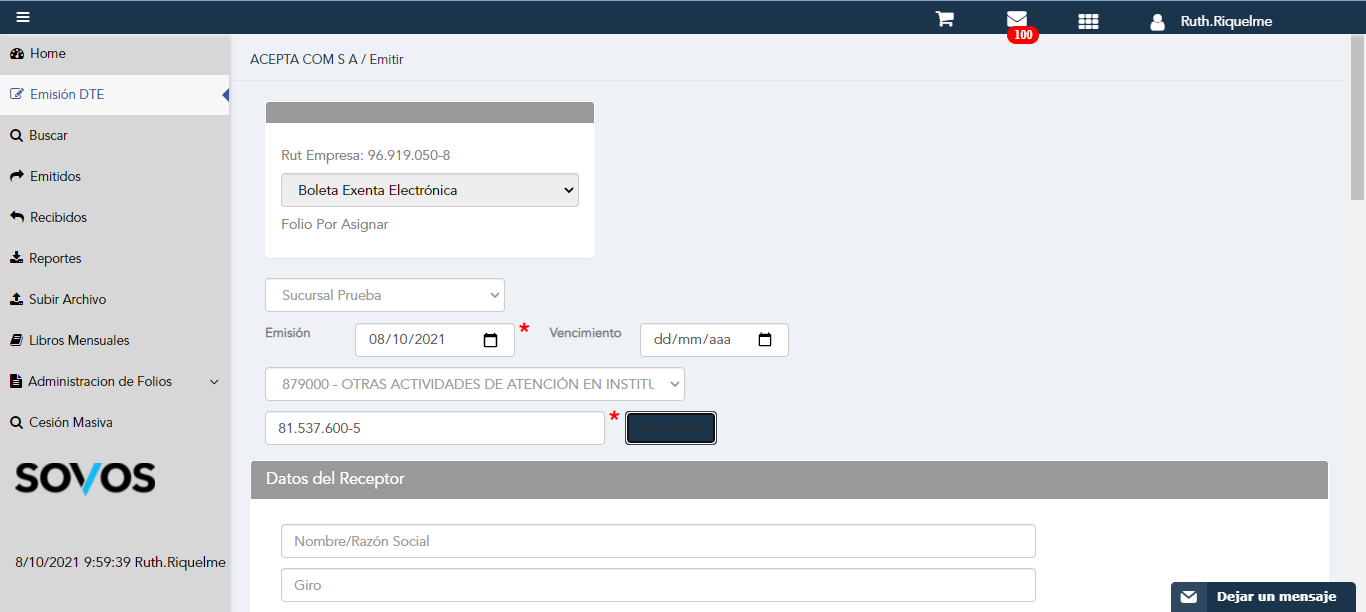 Ruth.Riquelme
100
Home
Emisión DTE
Buscar
Emitidos
Recibidos
Reportes
Subir Archivo
Libros Mensuales
Administracion de Folios
Cesión Masiva
SOVOS
8/10/2021 9:59:39 Ruth.Riquelme
ACEPTA COM S A / Emitir
Rut Empresa: 96.919.050-8
Boleta Exenta Electrónica
Folio Por Asignar
Sucursal Prueba
Emisión 08/10/2021 * Vencimiento dd/mm/aaa
879000 - OTRAS ACTIVIDADES DE ATENCIÓN EN INSTITU
81.537.600-5 *
Datos del Receptor
Nombre/Razón Social
Giro
Dejar un mensaje